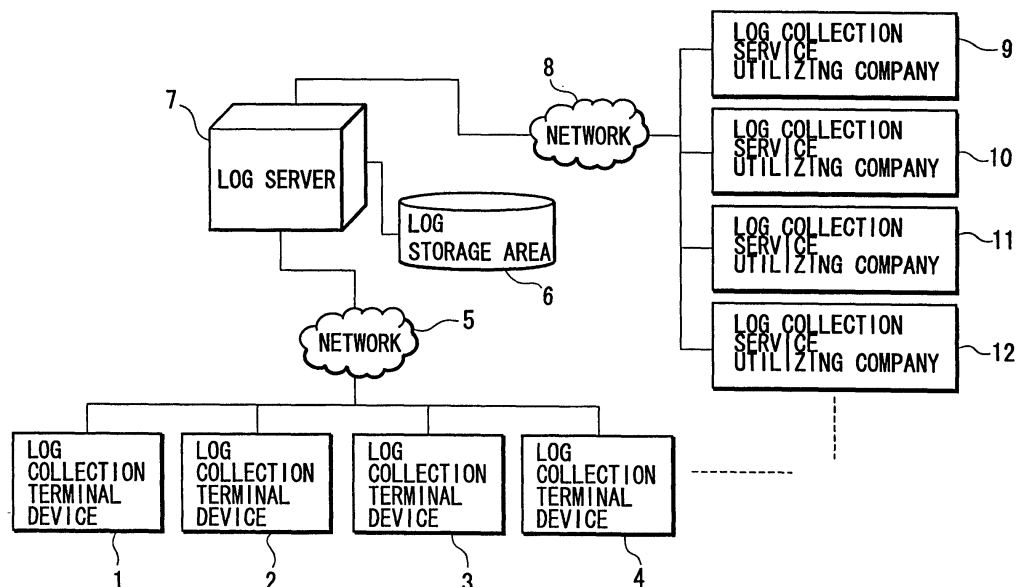 LOG COLLECTION
SERVICE
UTILIZING COMPANY
9
8
7
NETWORK
LOG COLLECTION
SERVICE
UTILIZING COMPANY
10
LOG SERVER
LOG
STORAGE AREA
6
LOG COLLECTION
SERVICE
UTILIZING COMPANY
11
5
NETWORK
LOG COLLECTION
SERVICE
UTILIZING COMPANY
12
LOG
COLLECTION
TERMINAL
DEVICE
1
LOG
COLLECTION
TERMINAL
DEVICE
2
LOG
COLLECTION
TERMINAL
DEVICE
3
LOG
COLLECTION
TERMINAL
DEVICE
4